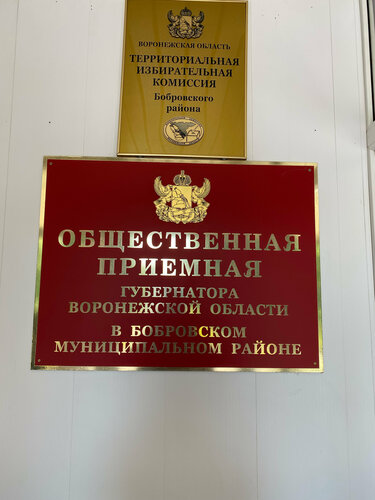 ВОРОНЕЖСКАЯ ОБЛАСТЬ
ТЕРРИТОРИАЛЬНАЯ
ИЗБИРАТЕЛЬНАЯ
КОМИССИЯ
Бобровского
района
ОБЩЕСТВЕННАЯ
ПРИЕМНАЯ
ГУБЕРНАТОРА
ВОРОНЕЖСКОЙ ОБЛАСТИ
В БОБРОВСКОМ
МУНИЦИПАЛЬНОМ РАЙОНЕ